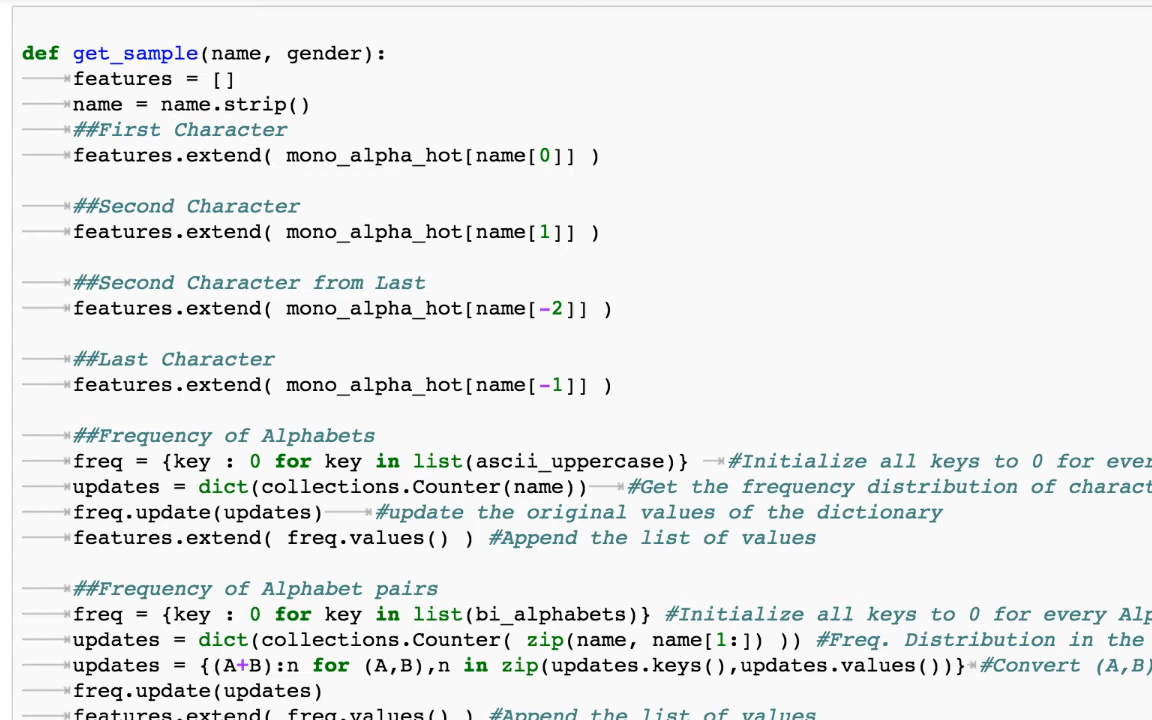 def get_sample(name, gender):
features = []
name = name.strip()
##First Character
features.extend( mono_alpha_hot[name[0]] )
##Second Character
features.extend( mono_alpha_hot[name[1]] )
##Second Character from Last
features.extend( mono_alpha_hot[name[-2]] )
##Last Character
features.extend( mono_alpha_hot[name[-1]] )
##Frequency of Alphabets
freq = {key : 0 for key in list(ascii_uppercase)} #Initialize all keys to 0 for ever
updates = dict(collections.Counter(name)) #Get the frequency distribution of charact
freq.update(updates) #update the original values of the dictionary
features.extend( freq.values() ) #Append the list of values
##Frequency of Alphabet pairs
freq = {key : 0 for key in list(bi_alphabets)} #Initialize all keys to 0 for every Alp
updates = dict(collections.Counter( zip(name, name[1:]) )) #Freq. Distribution in the
updates = {(A+B):n for (A,B),n in zip(updates.keys(),updates.values())} #Convert (A,B)
freq.update(updates)
features.extend( freq.values() ) #Append the list of values